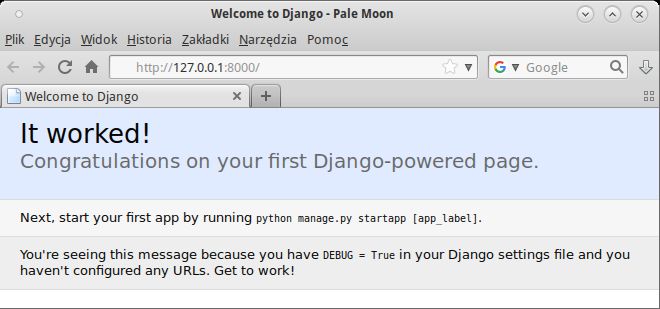 Welcome to Django - Pale Moon
Plik Edycja Widok Historia Zakładki Narzędzia Pomoc
http://127.0.0.1:8000/ Google
Welcome to Django
It worked!
Congratulations on your first Django-powered page.
Next, start your first app by running python manage.py startapp [app_label].
You're seeing this message because you have DEBUG = True in your Django settings file and you
haven't configured any URLs. Get to work!